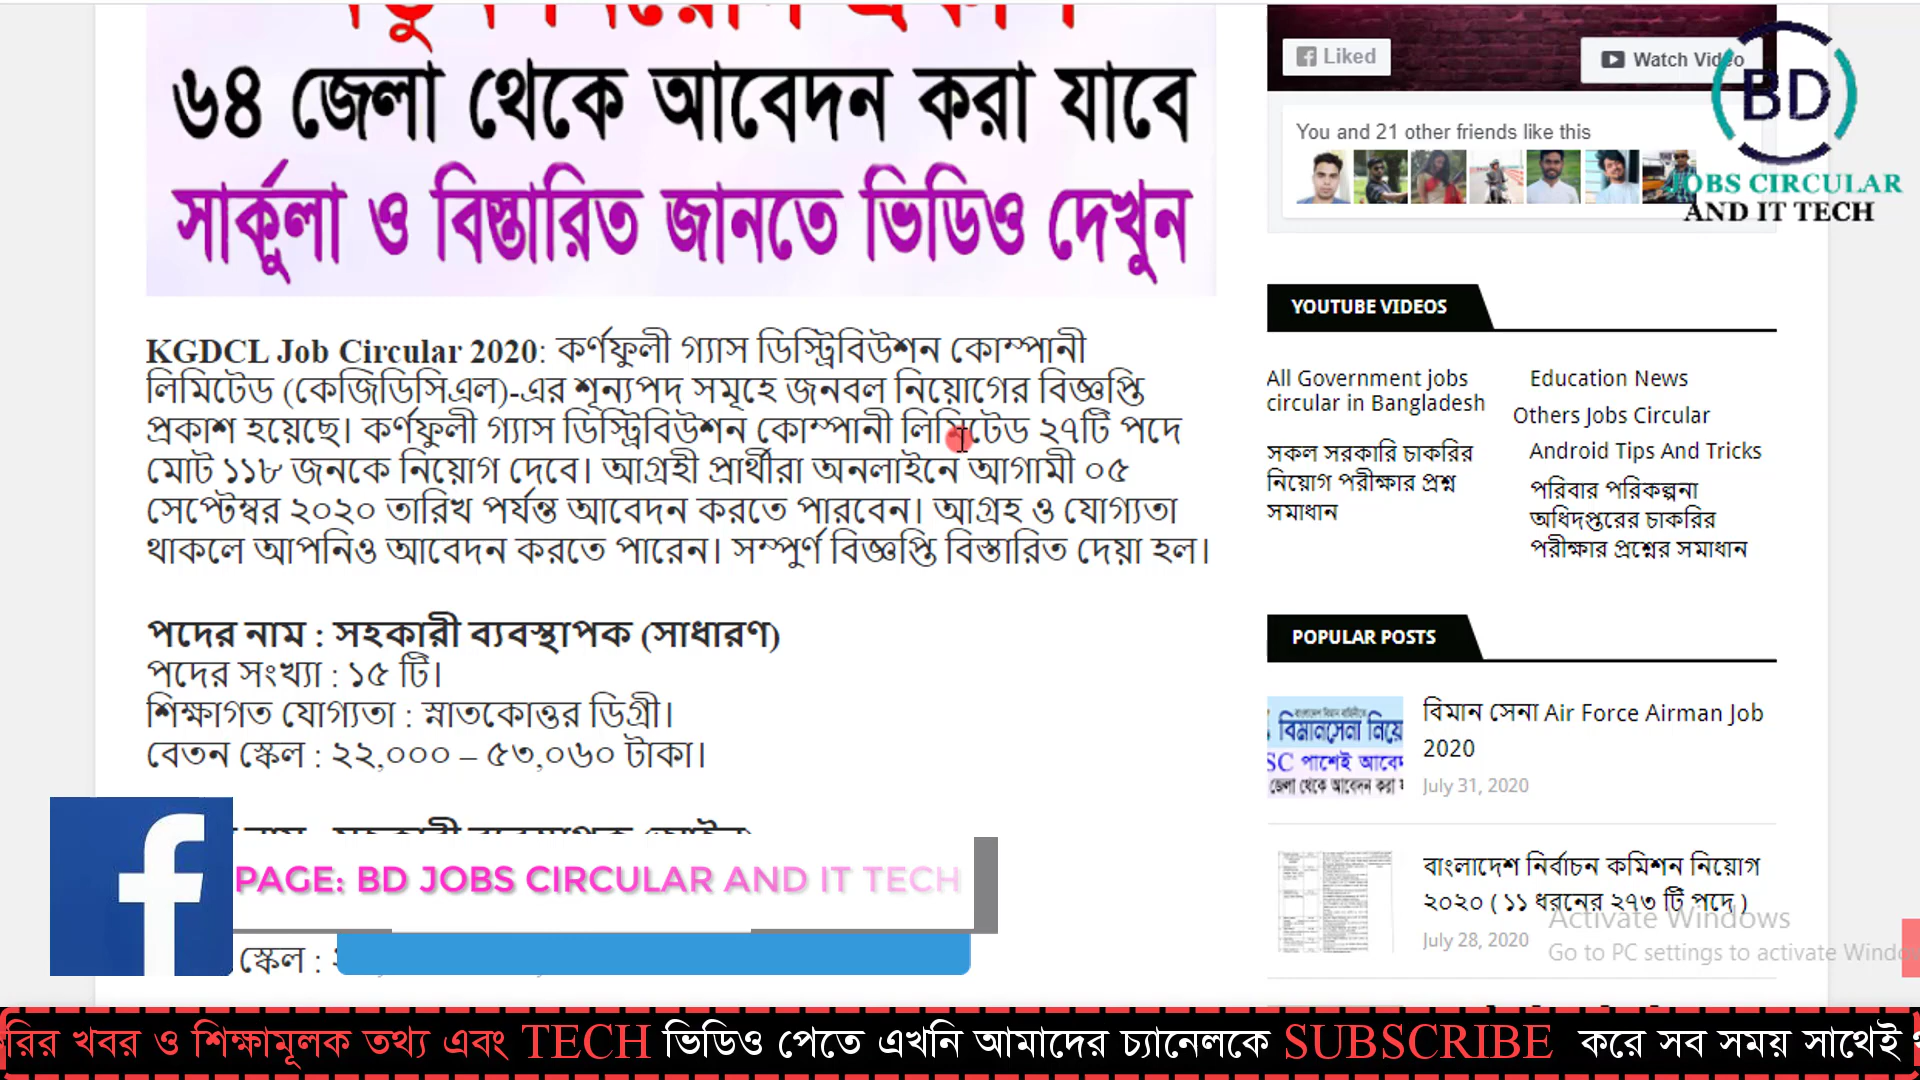 ৬৪ জেলা থেকে আবেদন করা যাবে
সার্কুলা ও বিস্তারিত জানতে ভিডিও দেখুন
KGDCL Job Circular 2020: কর্ণফুলী গ্যাস ডিস্ট্রিবিউশন কোম্পানী
লিমিটেড (কেজিডিসিএল)-এর শূন্যপদ সমূহে জনবল নিয়োগের বিজ্ঞপ্তি
প্রকাশ হয়েছে। কর্ণফুলী গ্যাস ডিস্ট্রিবিউশন কোম্পানী লিমিটেড ২৭টি পদে
মোট ১১৮ জনকে নিয়োগ দেবে। আগ্রহী প্রার্থীরা অনলাইনে আগামী ০৫
সেপ্টেম্বর ২০২০ তারিখ পর্যন্ত আবেদন করতে পারবেন। আগ্রহ ও যোগ্যতা
থাকলে আপনিও আবেদন করতে পারেন। সম্পুর্ণ বিজ্ঞপ্তি বিস্তারিত দেয়া হল।
পদের নাম : সহকারী ব্যবস্থাপক (সাধারণ)
পদের সংখ্যা : ১৫ টি।
শিক্ষাগত যোগ্যতা : স্নাতকোত্তর ডিগ্রী।
বেতন স্কেল : ২২,০০০ – ৫৩,০৬০ টাকা।
PAGE: BD JOBS CIRCULAR AND IT TECH
স্কেল :
Liked
Watch Video
BD
JOBS CIRCULAR
AND IT TECH
You and 21 other friends like this
YOUTUBE VIDEOS
All Government jobs
circular in Bangladesh
সকল সরকারি চাকরির
নিয়োগ পরীক্ষার প্রশ্ন
সমাধান
Education News
Others Jobs Circular
Android Tips And Tricks
পরিবার পরিকল্পনা
অধিদপ্তরের চাকরির
পরীক্ষার প্রশ্নের সমাধান
POPULAR POSTS
বিমানসেনা নিয়ে
SC পাশেই আবে
জেলা থেকে আবেদন করা য
বিমান সেনা Air Force Airman Job
2020
July 31, 2020
বাংলাদেশ নির্বাচন কমিশন নিয়োগ
২০২০ ( ১১ ধরনের ২৭৩ টি পদে )
July 28, 2020
Activate Windows
Go to PC settings to activate Windo
রির খবর ও শিক্ষামূলক তথ্য এবং TECH ভিডিও পেতে এখনি আমাদের চ্যানেলকে SUBSCRIBE করে সব সময় সাথেই